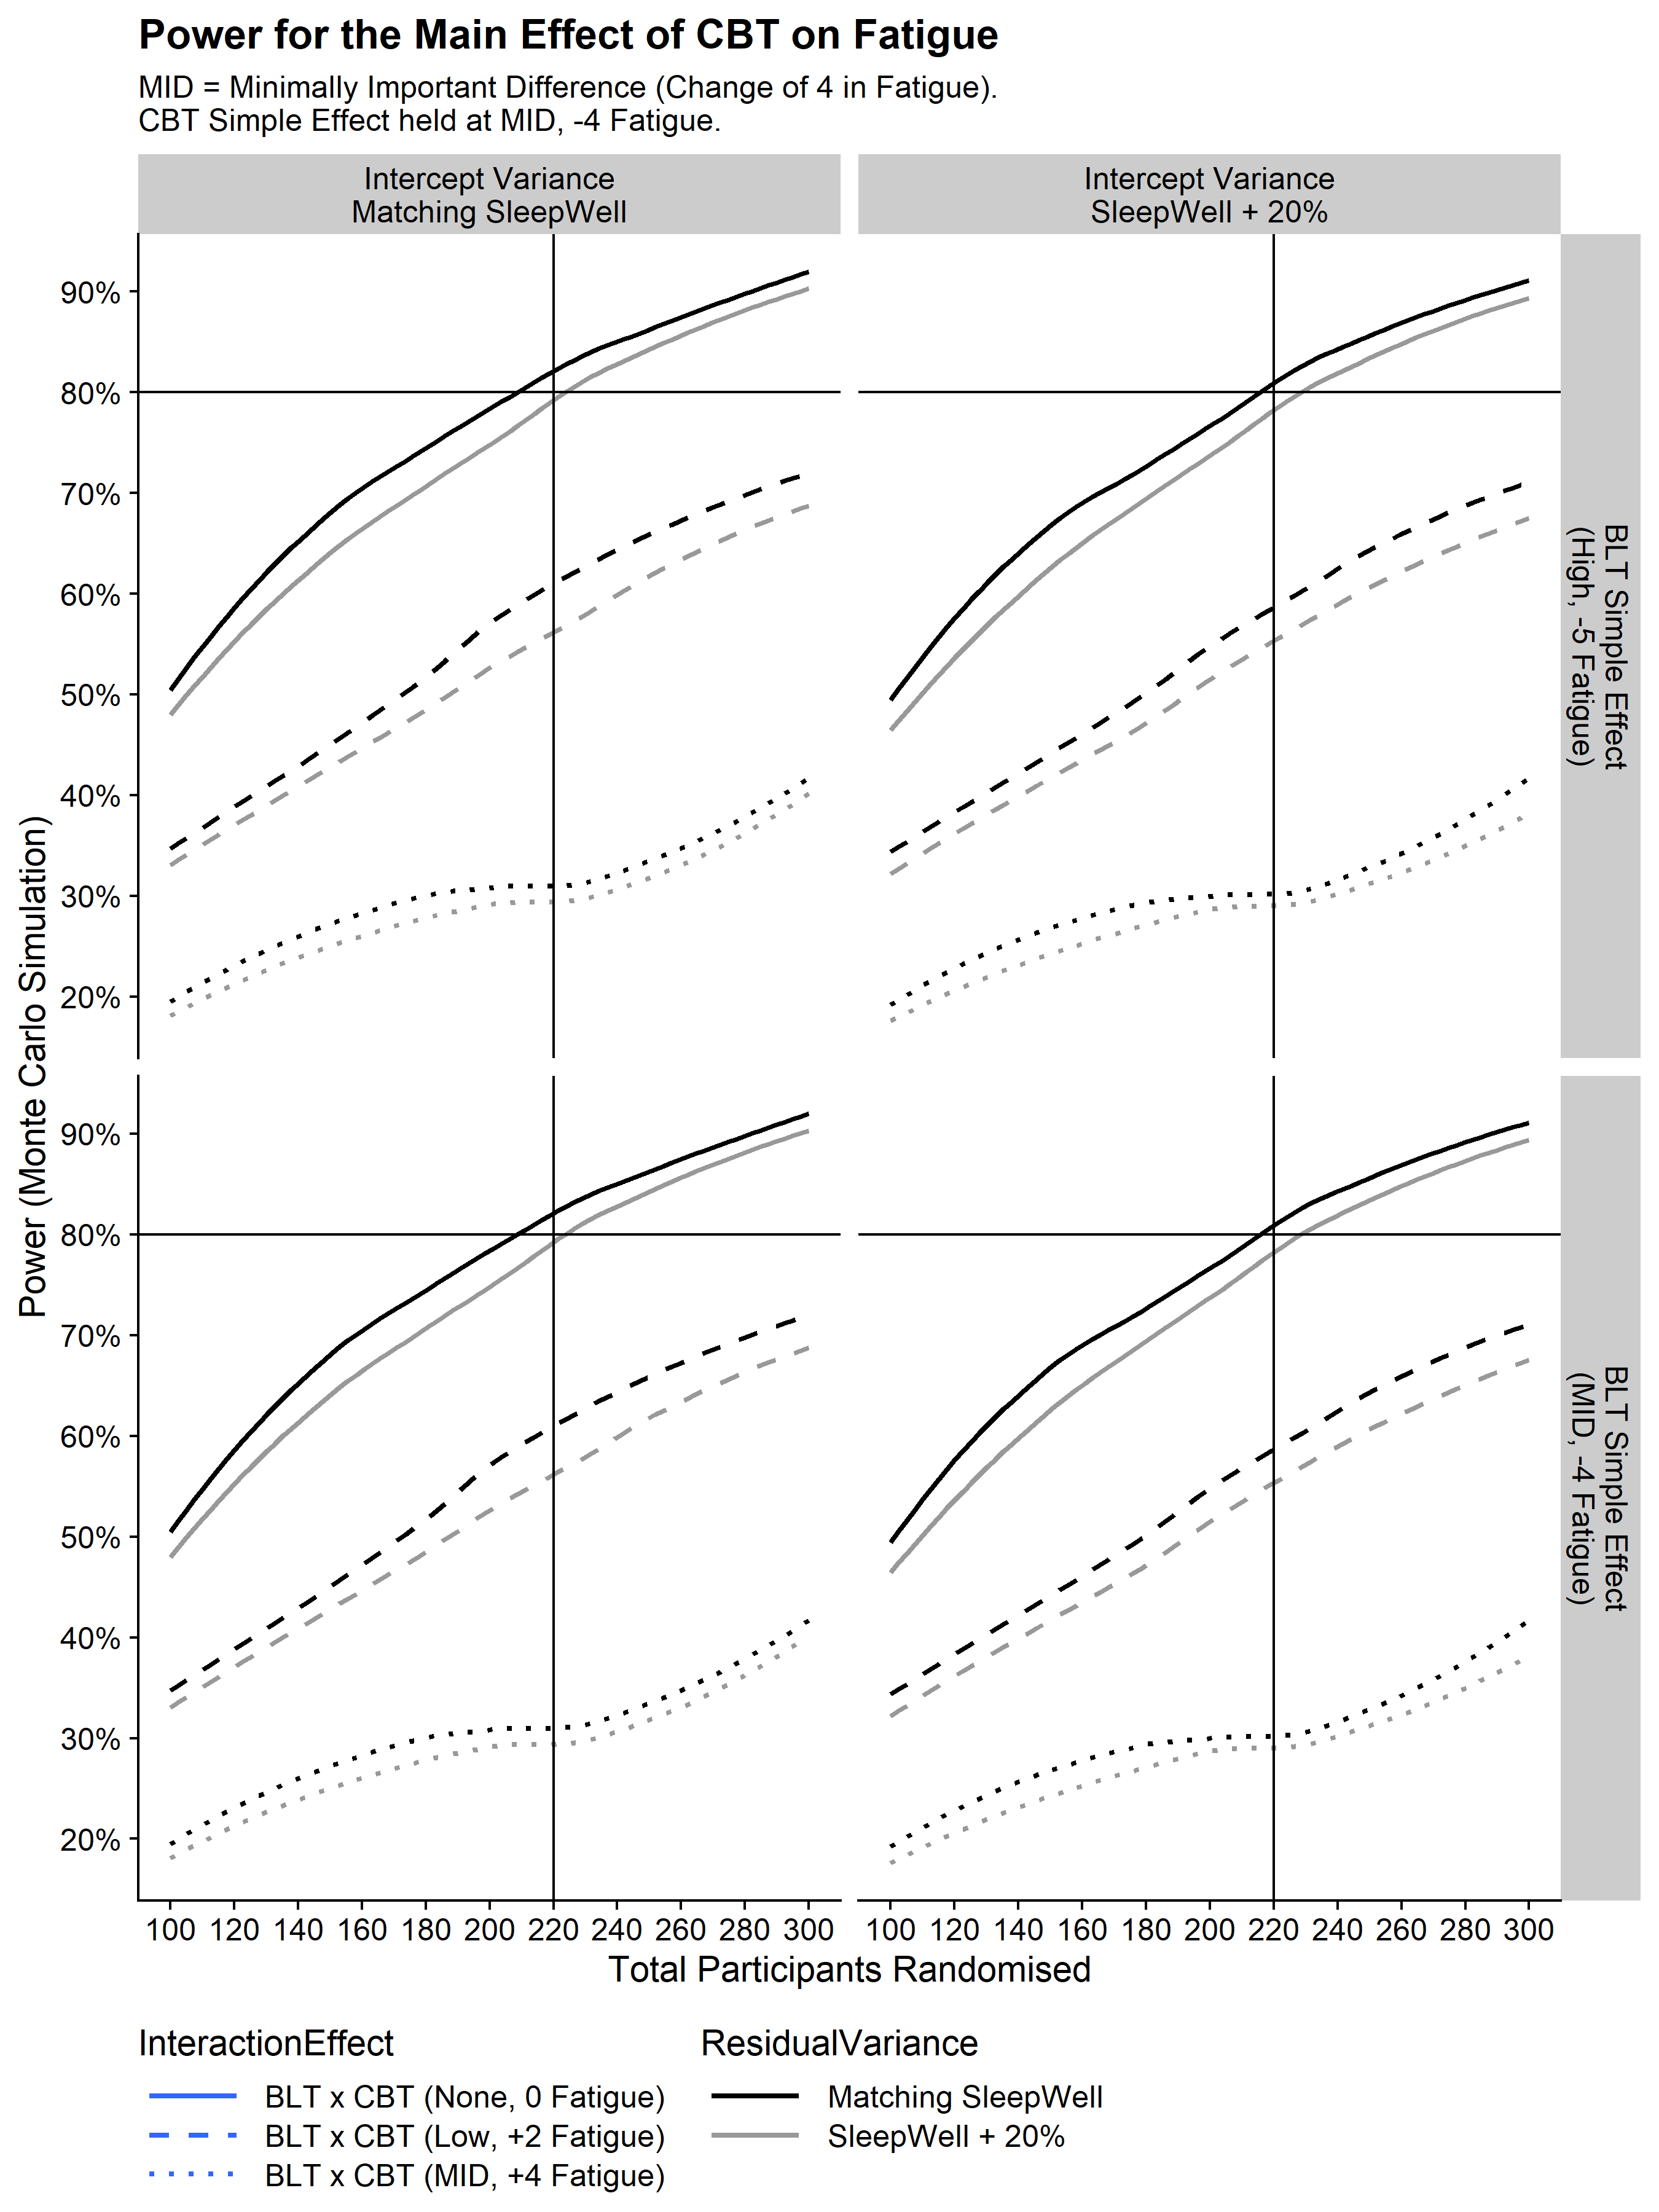 Power for the Main Effect of CBT on Fatigue
MID = Minimally Important Difference (Change of 4 in Fatigue).
CBT Simple Effect held at MID, -4 Fatigue.
Intercept Variance
Matching SleepWell
Intercept Variance
SleepWell + 20%
90%
80%
70%
60%
50%
40%
30%
20%
BLT Simple Effect
(High, -5 Fatigue)
Power (Monte Carlo Simulation)
90%
80%
70%
60%
50%
40%
30%
20%
BLT Simple Effect
(MID, -4 Fatigue)
100 120 140 160 180 200 220 240 260 280 300
100 120 140 160 180 200 220 240 260 280 300
Total Participants Randomised
InteractionEffect
BLT x CBT (None, 0 Fatigue)
BLT x CBT (Low, +2 Fatigue)
BLT x CBT (MID, +4 Fatigue)
ResidualVariance
Matching SleepWell
SleepWell + 20%